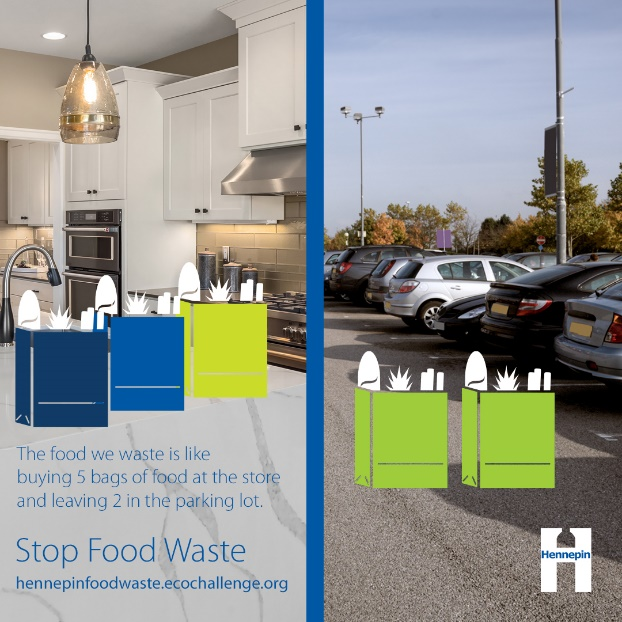 The food we waste is like
buying 5 bags of food at the store
and leaving 2 in the parking lot.
Stop Food Waste
hennepinfoodwaste.ecochallenge.org
Hennepin